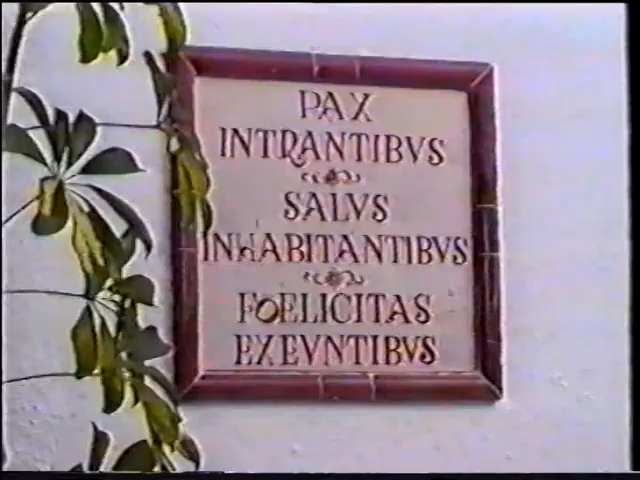 PAX
INTRANTIBVS
SALVS
INHABITANTIBVS
FOELICITAS
EXEVNTIBVS